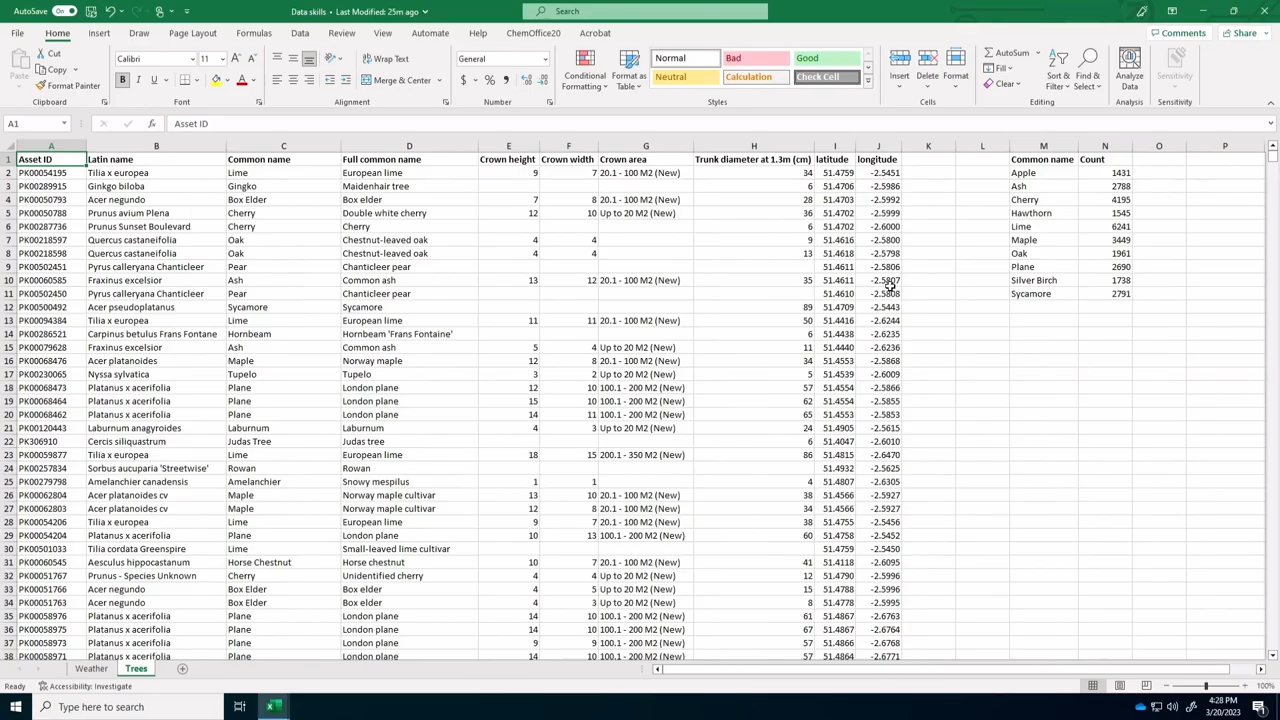 AutoSave On Data skills • Last Modified: 25m ago Search
File Home Insert Draw Page Layout Formulas Data Review View Automate Help ChemOffice20 Acrobat Comments Share
Cut Calibri 11 Wrap Text General Normal Bad Good AutoSum
Paste Copy Merge & Center Conditional Formatting Format as Table Neutral Calculation Check Cell Insert Delete Format Fill Sort & Filter Find & Select Analyze Data Sensitivity
Format Painter Clear
Clipboard Font Alignment Number Styles Cells Editing Analysis Sensitivity
A1 Asset ID
A B C D E F G H I J K L M N O P
1 Asset ID Latin name Common name Full common name Crown height Crown width Crown area Trunk diameter at 1.3m (cm) latitude longitude Common name Count
2 PK00054195 Tilia x europea Lime European lime 9 7 20.1 - 100 M2 (New) 34 51.4759 -2.5451 Apple 1431
3 PK00289915 Ginkgo biloba Gingko Maidenhair tree 6 51.4706 -2.5986 Ash 2788
4 PK00050793 Acer negundo Box Elder Box elder 7 8 20.1 - 100 M2 (New) 28 51.4703 -2.5992 Cherry 4195
5 PK00050788 Prunus avium Plena Cherry Double white cherry 12 10 Up to 20 M2 (New) 36 51.4702 -2.5999 Hawthorn 1545
6 PK00287736 Prunus Sunset Boulevard Cherry Cherry 6 51.4702 -2.6000 Lime 6241
7 PK00218597 Quercus castaneifolia Oak Chestnut-leaved oak 4 4 9 51.4616 -2.5800 Maple 3449
8 PK00218598 Quercus castaneifolia Oak Chestnut-leaved oak 4 4 13 51.4618 -2.5798 Oak 1961
9 PK00502451 Pyrus calleryana Chanticleer Pear Chanticleer pear 51.4611 -2.5806 Plane 2690
10 PK00060585 Fraxinus excelsior Ash Common ash 13 12 20.1 - 100 M2 (New) 35 51.4611 -2.5807 Silver Birch 1738
11 PK00502450 Pyrus calleryana Chanticleer Pear Chanticleer pear 51.4610 -2.5808 Sycamore 2791
12 PK00500492 Acer pseudoplatanus Sycamore Sycamore 89 51.4709 -2.5443
13 PK00094384 Tilia x europea Lime European lime 11 11 20.1 - 100 M2 (New) 50 51.4416 -2.6244
14 PK00286521 Carpinus betulus Frans Fontane Hornbeam Hornbeam 'Frans Fontaine' 6 51.4438 -2.6235
15 PK00079628 Fraxinus excelsior Ash Common ash 5 4 Up to 20 M2 (New) 11 51.4440 -2.6236
16 PK00068476 Acer platanoides Maple Norway maple 12 8 20.1 - 100 M2 (New) 34 51.4553 -2.5868
17 PK00230065 Nyssa sylvatica Tupelo Tupelo 3 2 Up to 20 M2 (New) 5 51.4539 -2.6009
18 PK00068473 Platanus x acerifolia Plane London plane 12 10 100.1 - 200 M2 (New) 57 51.4554 -2.5866
19 PK00068464 Platanus x acerifolia Plane London plane 15 10 100.1 - 200 M2 (New) 62 51.4554 -2.5855
20 PK00068462 Platanus x acerifolia Plane London plane 14 11 100.1 - 200 M2 (New) 65 51.4553 -2.5853
21 PK00120443 Laburnum anagyroides Laburnum Laburnum 4 3 Up to 20 M2 (New) 24 51.4905 -2.5615
22 PK306910 Cercis siliquastrum Judas Tree Judas tree 6 51.4047 -2.6010
23 PK00059877 Tilia x europea Lime European lime 18 15 200.1 - 350 M2 (New) 86 51.4815 -2.6470
24 PK00257834 Sorbus aucuparia 'Streetwise' Rowan Rowan 51.4932 -2.5625
25 PK00279798 Amelanchier canadensis Amelanchier Snowy mespilus 1 1 4 51.4807 -2.6305
26 PK00062804 Acer platanoides cv Maple Norway maple cultivar 13 10 20.1 - 100 M2 (New) 38 51.4566 -2.5927
27 PK00062803 Acer platanoides cv Maple Norway maple cultivar 12 8 20.1 - 100 M2 (New) 34 51.4566 -2.5927
28 PK00054206 Tilia x europea Lime European lime 9 7 20.1 - 100 M2 (New) 38 51.4755 -2.5456
29 PK00054204 Platanus x acerifolia Plane London plane 10 13 20.1 - 100 M2 (New) 60 51.4758 -2.5452
30 PK00501033 Tilia cordata Greenspire Lime Small-leaved lime cultivar 51.4759 -2.5450
31 PK00060545 Aesculus hippocastanum Horse Chestnut Horse chestnut 10 7 20.1 - 100 M2 (New) 41 51.4118 -2.6095
32 PK00051767 Prunus - Species Unknown Cherry Unidentified cherry 4 4 Up to 20 M2 (New) 12 51.4790 -2.5996
33 PK00051766 Acer negundo Box Elder Box elder 4 5 Up to 20 M2 (New) 15 51.4788 -2.5996
34 PK00051763 Acer negundo Box Elder Box elder 4 3 Up to 20 M2 (New) 8 51.4778 -2.5995
35 PK00058976 Platanus x acerifolia Plane London plane 14 10 100.1 - 200 M2 (New) 61 51.4867 -2.6763
36 PK00058975 Platanus x acerifolia Plane London plane 14 10 100.1 - 200 M2 (New) 67 51.4867 -2.6764
37 PK00058973 Platanus x acerifolia Plane London plane 9 9 100.1 - 200 M2 (New) 57 51.4866 -2.6768
38 PK00058971 Platanus x acerifolia Plane London plane 14 10 100.1 - 200 M2 (New) 66 51.4864 -2.6771
Weather Trees
Ready Accessibility: Investigate 100%
Type here to search 4:28 PM
3/20/2023